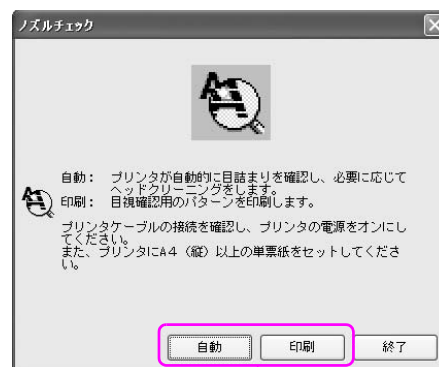 ノズルチェック
自動： プリンタが自動的に目詰まりを確認し、必要に応じて
ヘッドクリーニングをします。
印刷： 目視確認用のパターンを印刷します。
プリンタケーブルの接続を確認し、プリンタの電源をオンにし
てください。
また、プリンタにA4（縦）以上の単票紙をセットしてくださ
い。
自動 印刷 終了